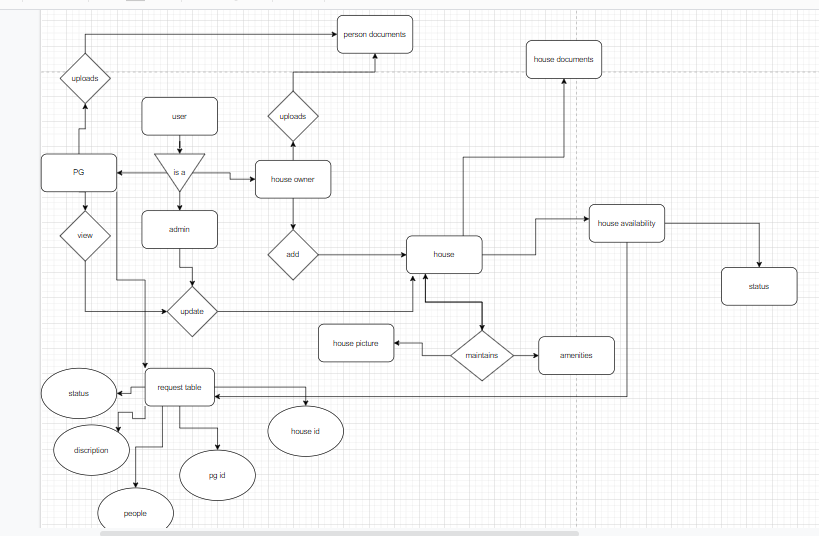 person documents
house documents
uploads
user
uploads
PG
is a
house owner
house availability
view
admin
add
house
status
update
house picture
maintains
amenities
status
request table
discription
house id
pg id
people